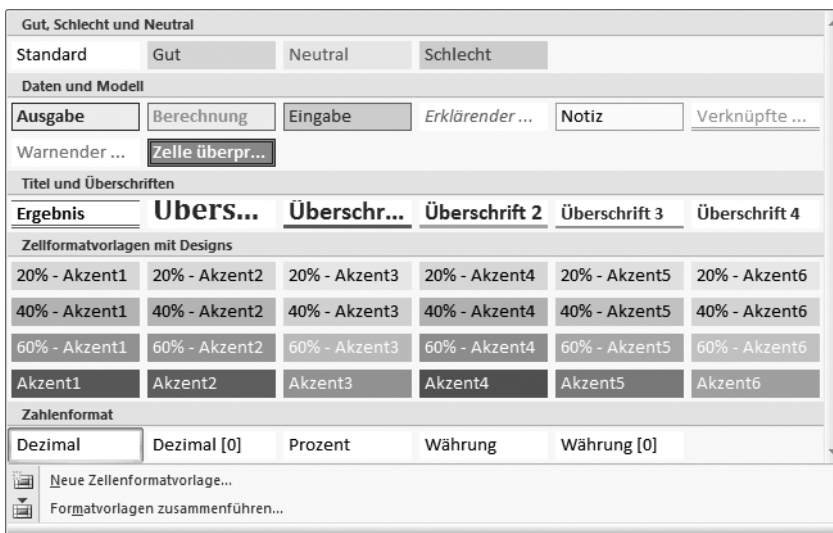 Gut, Schlecht und Neutral
Standard Gut Neutral Schlecht
Daten und Modell
Ausgabe Berechnung Eingabe Erklärender ... Notiz Verknüpfte ...
Warnender ... Zelle überpr...
Titel und Überschriften
Ergebnis Übers... Überschr... Überschrift 2 Überschrift 3 Überschrift 4
Zellformatvorlagen mit Designs
20% - Akzent1 20% - Akzent2 20% - Akzent3 20% - Akzent4 20% - Akzent5 20% - Akzent6
40% - Akzent1 40% - Akzent2 40% - Akzent3 40% - Akzent4 40% - Akzent5 40% - Akzent6
60% - Akzent1 60% - Akzent2 60% - Akzent3 60% - Akzent4 60% - Akzent5 60% - Akzent6
Akzent1 Akzent2 Akzent3 Akzent4 Akzent5 Akzent6
Zahlenformat
Dezimal Dezimal [0] Prozent Währung Währung [0]
Neue Zellenformatvorlage...
Formatvorlagen zusammenführen...